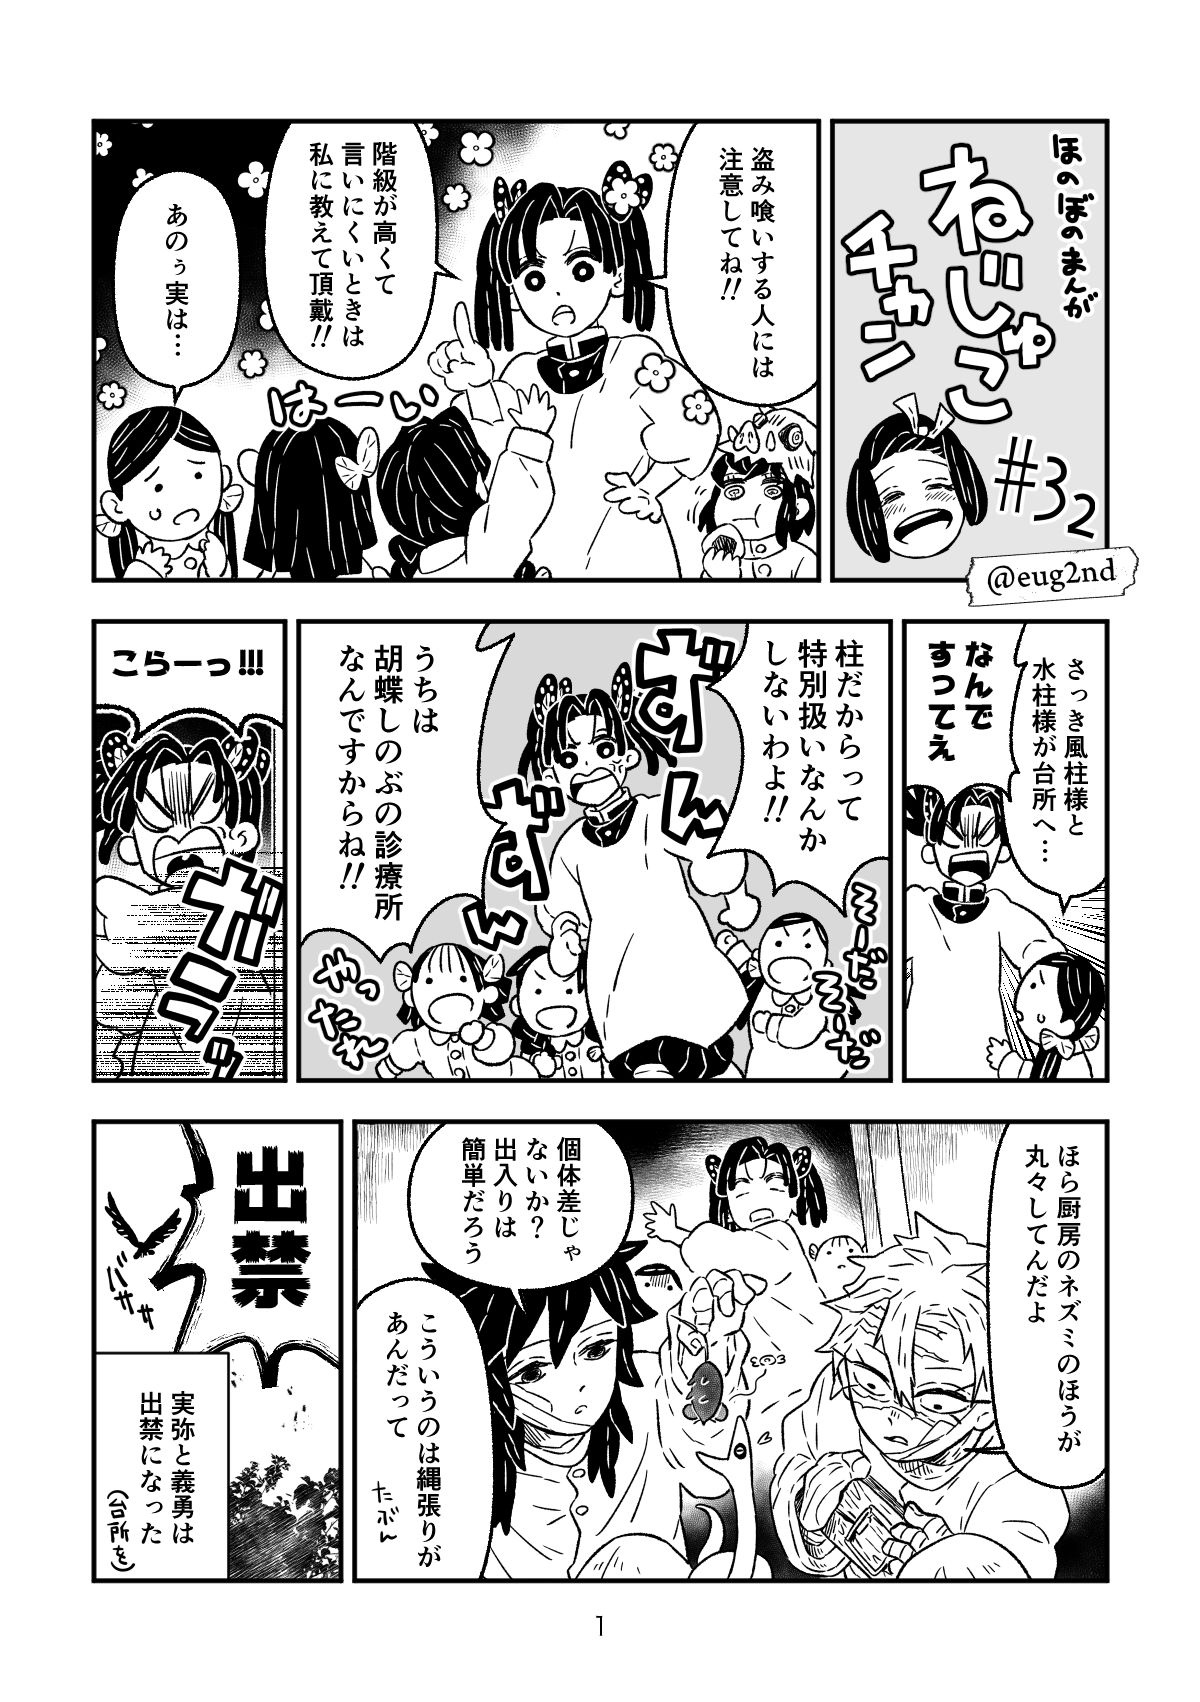 ほのぼのまんが
ねじゅこ
チャン
#32
@eug2nd
盗み喰いする人には
注意してね!!
階級が高くて
言いにくいときは
私に教えて頂戴!!
はーい
あのぅ実は…
さっき風柱様と
水柱様が台所へ…
なんで
すってえ
柱だからって
特別扱いなんか
しないわよ!!
ずん
ずん
うちは
胡蝶しのぶの診療所
なんですからね!!
そーだ
そーだ
やっ
たれ
こらーっ!!!
ギロッ
ほら厨房のネズミのほうが
丸々してんだよ
個体差じゃ
ないか?
出入りは
簡単だろう
こういうのは縄張りが
あんだって
たぶん
出禁
バサササ
実弥と義勇は
出禁になった
(台所を)
1